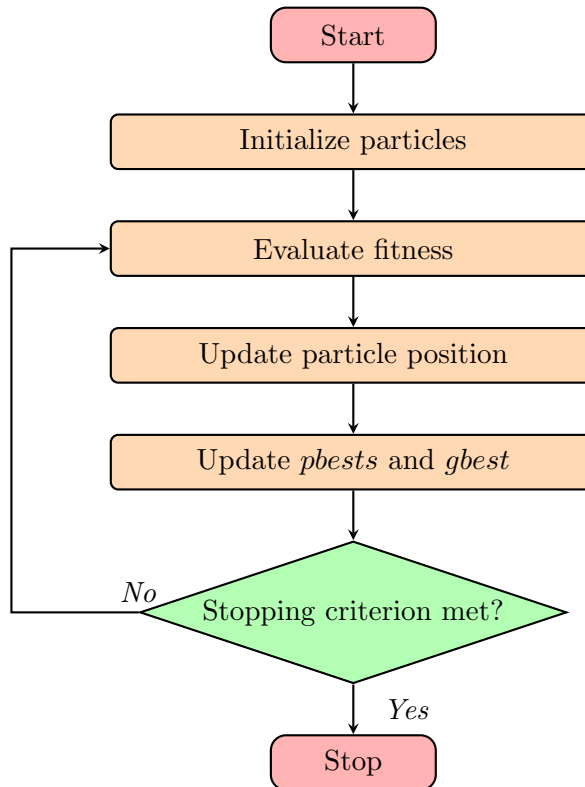 Start
Initialize particles
Evaluate fitness
Update particle position
Update pbests and gbest
No
Stopping criterion met?
Yes
Stop